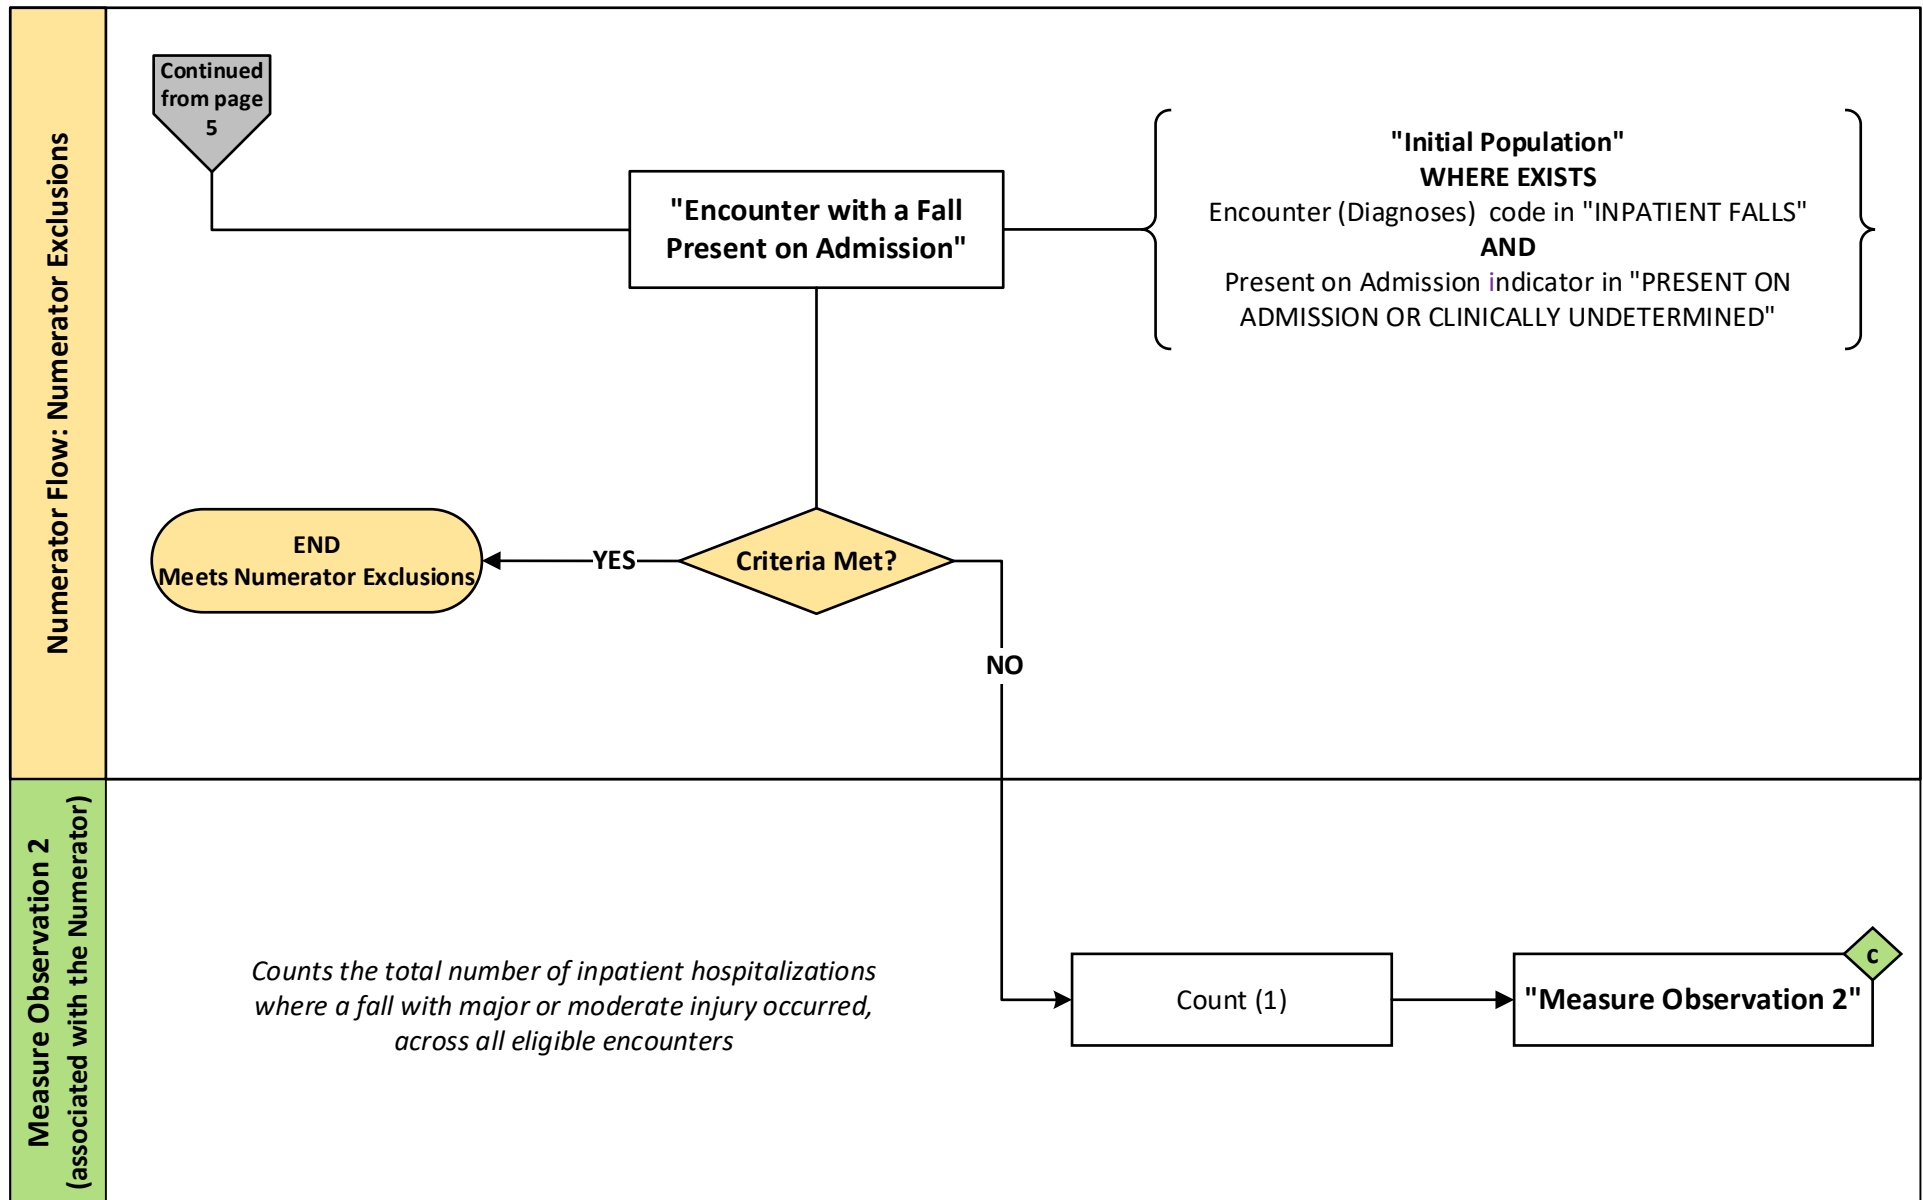 Numerator Flow: Numerator Exclusions
Continued
from page
5
"Encounter with a Fall
Present on Admission"
"Initial Population"
WHERE EXISTS
Encounter (Diagnoses) code in "INPATIENT FALLS"
AND
Present on Admission indicator in "PRESENT ON
ADMISSION OR CLINICALLY UNDETERMINED"
END
Meets Numerator Exclusions
YES
Criteria Met?
NO
Measure Observation 2
(associated with the Numerator)
Counts the total number of inpatient hospitalizations
where a fall with major or moderate injury occurred,
across all eligible encounters
Count (1)
"Measure Observation 2"
c